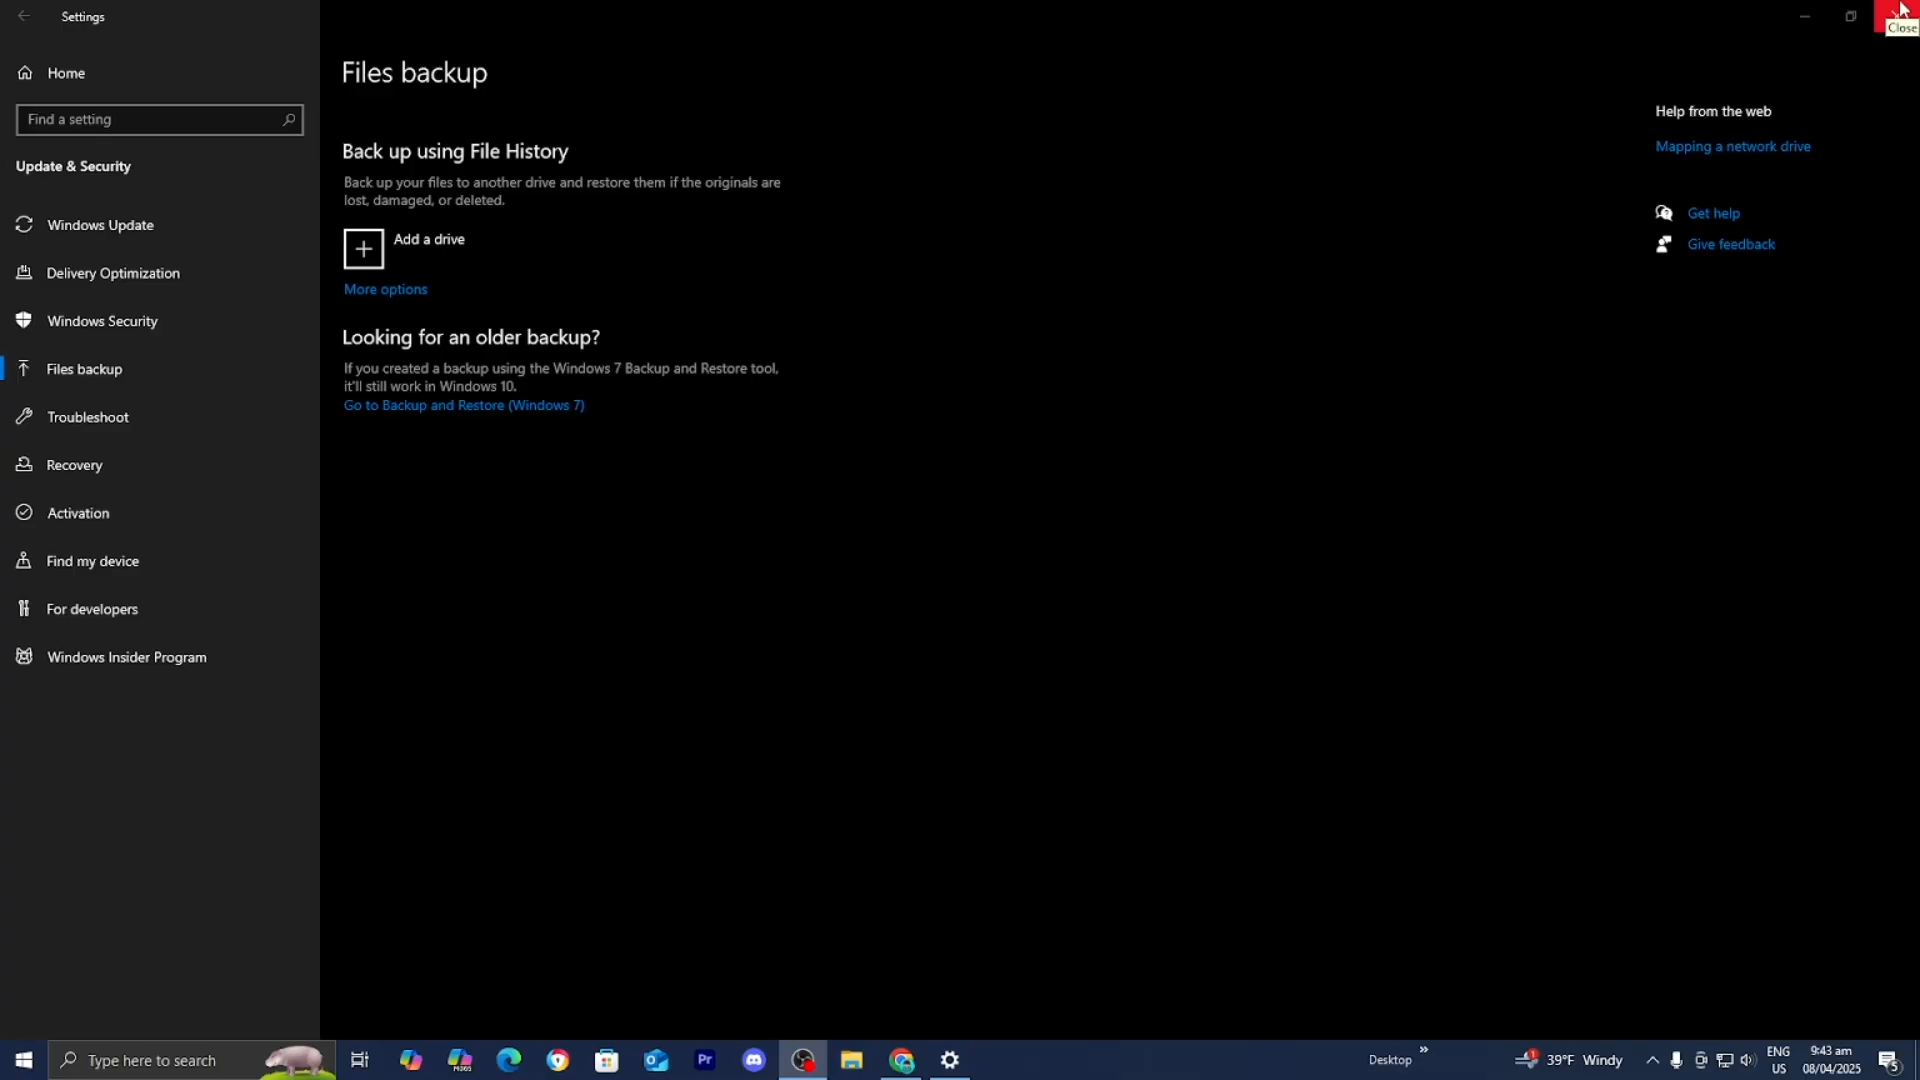 Settings
Close
Home
Find a setting
Update & Security
Windows Update
Delivery Optimization
Windows Security
Files backup
Troubleshoot
Recovery
Activation
Find my device
For developers
Windows Insider Program
Files backup
Back up using File History
Back up your files to another drive and restore them if the originals are
lost, damaged, or deleted.
Add a drive
More options
Looking for an older backup?
If you created a backup using the Windows 7 Backup and Restore tool,
it'll still work in Windows 10.
Go to Backup and Restore (Windows 7)
Help from the web
Mapping a network drive
Get help
Give feedback
Type here to search
M365
Pr
Desktop
1
39°F Windy
ENG
US
9:43 am
08/04/2025
5